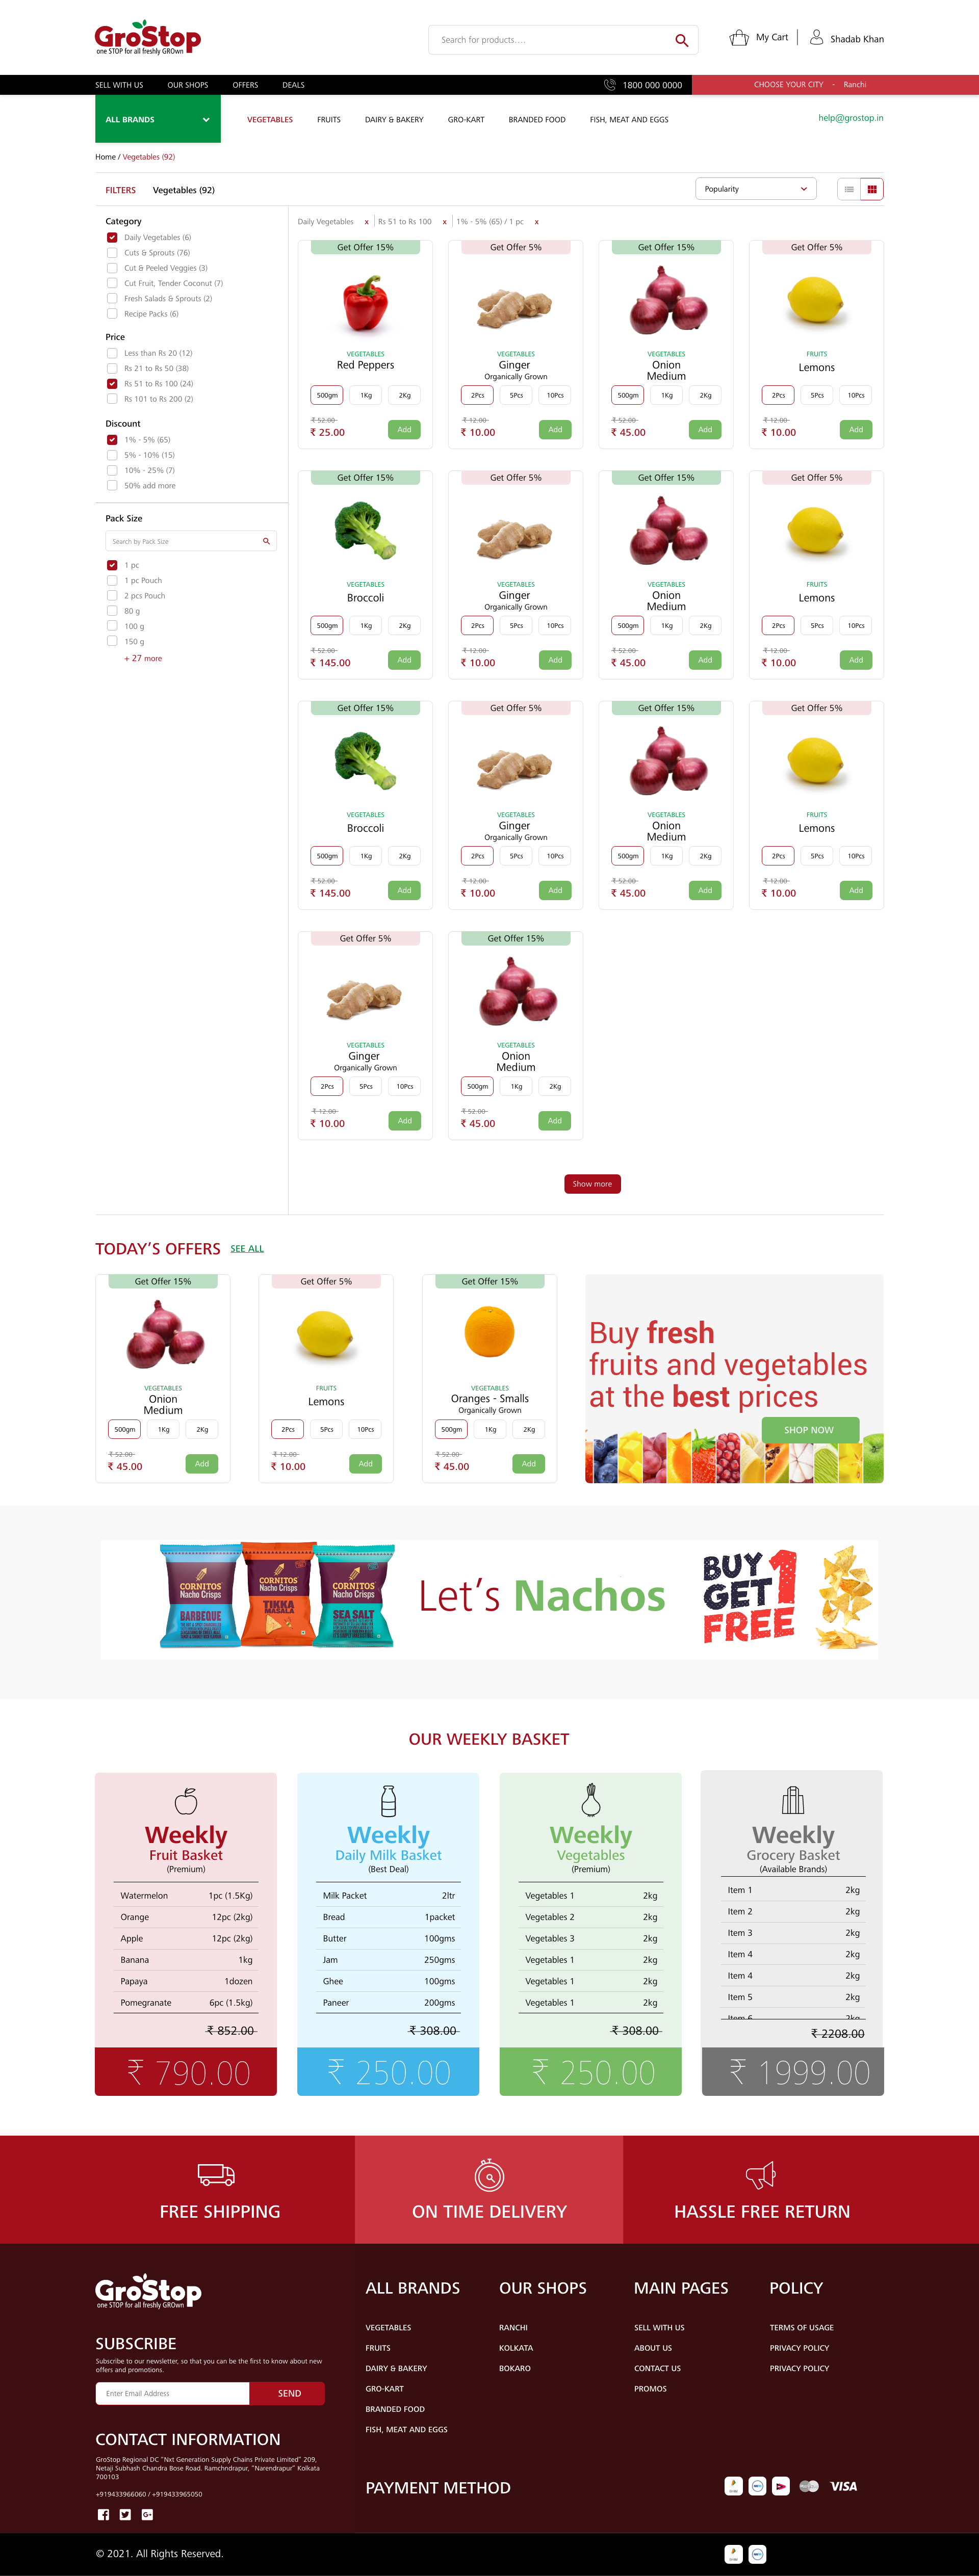 GroStop
one STOP for all freshly GROwn
Search for products....
My Cart
Shadab Khan
SELL WITH US
OUR SHOPS
OFFERS
DEALS
1800 000 0000
CHOOSE YOUR CITY - Ranchi
ALL BRANDS
VEGETABLES
FRUITS
DAIRY & BAKERY
GRO-KART
BRANDED FOOD
FISH, MEAT AND EGGS
help@grostop.in
Home / Vegetables (92)
FILTERS
Vegetables (92)
Popularity
Category
Daily Vegetables (6)
Cuts & Sprouts (76)
Cut & Peeled Veggies (3)
Cut Fruit, Tender Coconut (7)
Fresh Salads & Sprouts (2)
Recipe Packs (6)
Price
Less than Rs 20 (12)
Rs 21 to Rs 50 (38)
Rs 51 to Rs 100 (24)
Rs 101 to Rs 200 (2)
Discount
1% - 5% (65)
5% - 10% (15)
10% - 25% (7)
50% add more
Pack Size
Search by Pack Size
1 pc
1 pc Pouch
2 pcs Pouch
80 g
100 g
150 g
+ 27 more
Daily Vegetables x Rs 51 to Rs 100 x 1% - 5% (65) / 1 pc x
Get Offer 15% Get Offer 5% Get Offer 15% Get Offer 5%
VEGETABLES VEGETABLES VEGETABLES FRUITS
Red Peppers Ginger Onion Lemons
Organically Grown Medium
500gm 1Kg 2Kg 2Pcs 5Pcs 10Pcs 500gm 1Kg 2Kg 2Pcs 5Pcs 10Pcs
₹ 52.00 ₹ 12.00 ₹ 52.00 ₹ 12.00
₹ 25.00 Add ₹ 10.00 Add ₹ 45.00 Add ₹ 10.00 Add
Get Offer 15% Get Offer 5% Get Offer 15% Get Offer 5%
VEGETABLES VEGETABLES VEGETABLES FRUITS
Broccoli Ginger Onion Lemons
Organically Grown Medium
500gm 1Kg 2Kg 2Pcs 5Pcs 10Pcs 500gm 1Kg 2Kg 2Pcs 5Pcs 10Pcs
₹ 52.00 ₹ 12.00 ₹ 52.00 ₹ 12.00
₹ 145.00 Add ₹ 10.00 Add ₹ 45.00 Add ₹ 10.00 Add
Get Offer 15% Get Offer 5% Get Offer 15% Get Offer 5%
VEGETABLES VEGETABLES VEGETABLES FRUITS
Broccoli Ginger Onion Lemons
Organically Grown Medium
500gm 1Kg 2Kg 2Pcs 5Pcs 10Pcs 500gm 1Kg 2Kg 2Pcs 5Pcs 10Pcs
₹ 52.00 ₹ 12.00 ₹ 52.00 ₹ 12.00
₹ 145.00 Add ₹ 10.00 Add ₹ 45.00 Add ₹ 10.00 Add
Get Offer 5% Get Offer 15%
VEGETABLES VEGETABLES
Ginger Onion
Organically Grown Medium
2Pcs 5Pcs 10Pcs 500gm 1Kg 2Kg
₹ 12.00 ₹ 52.00
₹ 10.00 Add ₹ 45.00 Add
Show more
TODAY'S OFFERS SEE ALL
Get Offer 15% Get Offer 5% Get Offer 15%
VEGETABLES FRUITS VEGETABLES
Onion Lemons Oranges - Smalls
Medium Organically Grown
500gm 1Kg 2Kg 2Pcs 5Pcs 10Pcs 500gm 1Kg 2Kg
₹ 52.00 ₹ 12.00 ₹ 52.00
₹ 45.00 Add ₹ 10.00 Add ₹ 45.00 Add
Buy fresh
fruits and vegetables
at the best prices
SHOP NOW
CORNITOS
Nacho Crisps
BARBEQUE
CORNITOS
Nacho Crisps
TIKKA
MASALA
CORNITOS
Nacho Crisps
SEA SALT
Let's Nachos
BUY 1
GET
FREE
OUR WEEKLY BASKET
Weekly
Fruit Basket
(Premium)
Watermelon 1pc (1.5Kg)
Orange 12pc (2kg)
Apple 12pc (2kg)
Banana 1kg
Papaya 1dozen
Pomegranate 6pc (1.5kg)
₹ 852.00
₹ 790.00
Weekly
Daily Milk Basket
(Best Deal)
Milk Packet 2ltr
Bread 1packet
Butter 100gms
Jam 250gms
Ghee 100gms
Paneer 200gms
₹ 308.00
₹ 250.00
Weekly
Vegetables
(Premium)
Vegetables 1 2kg
Vegetables 2 2kg
Vegetables 3 2kg
Vegetables 1 2kg
Vegetables 1 2kg
Vegetables 1 2kg
₹ 308.00
₹ 250.00
Weekly
Grocery Basket
(Available Brands)
Item 1 2kg
Item 2 2kg
Item 3 2kg
Item 4 2kg
Item 4 2kg
Item 5 2kg
Item 6 2kg
₹ 2208.00
₹ 1999.00
FREE SHIPPING
ON TIME DELIVERY
HASSLE FREE RETURN
GroStop
one STOP for all freshly GROwn
SUBSCRIBE
Subscribe to our newsletter, so that you can be the first to know about new
offers and promotions.
Enter Email Address
SEND
CONTACT INFORMATION
GroStop Regional DC "Nxt Generation Supply Chains Private Limited" 209,
Netaji Subhash Chandra Bose Road. Ramchndrapur, "Narendrapur" Kolkata
700103
+919433966060 / +919433965050
ALL BRANDS
VEGETABLES
FRUITS
DAIRY & BAKERY
GRO-KART
BRANDED FOOD
FISH, MEAT AND EGGS
OUR SHOPS
RANCHI
KOLKATA
BOKARO
MAIN PAGES
SELL WITH US
ABOUT US
CONTACT US
PROMOS
POLICY
TERMS OF USAGE
PRIVACY POLICY
PRIVACY POLICY
PAYMENT METHOD
VISA
© 2021. All Rights Reserved.